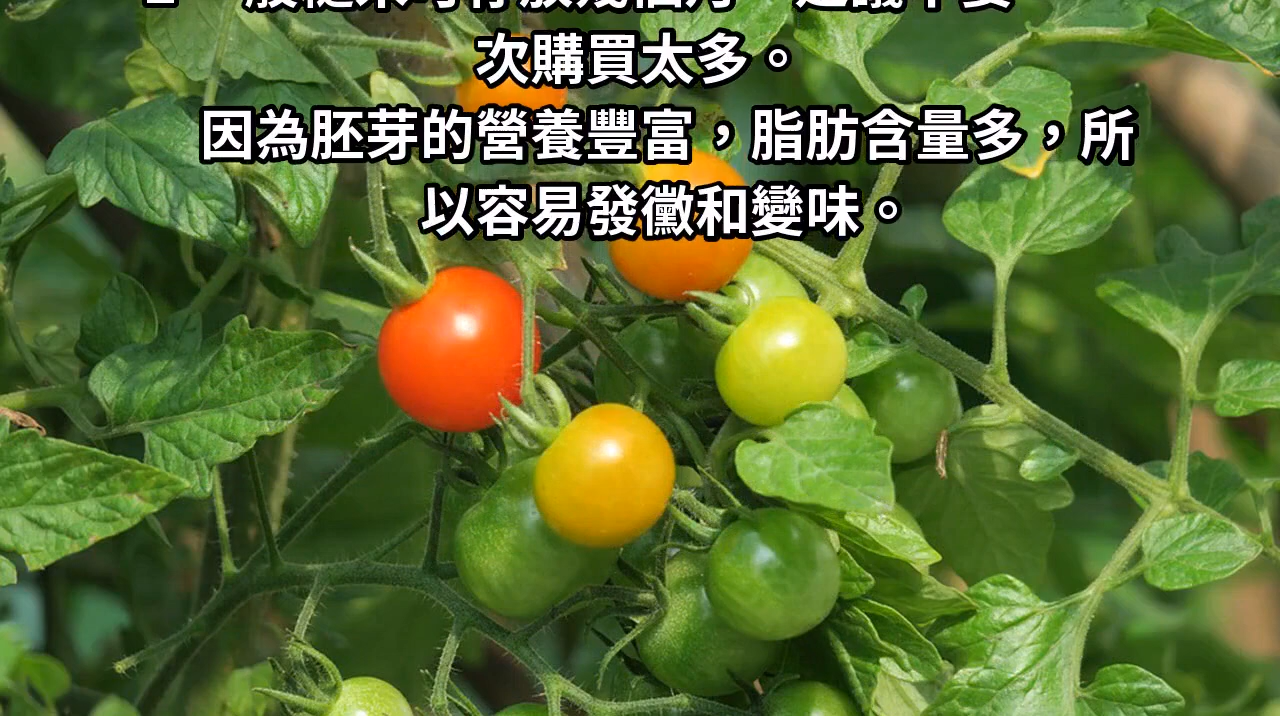 次購買太多。
因為胚芽的營養豐富，脂肪含量多，所
以容易發黴和變味。